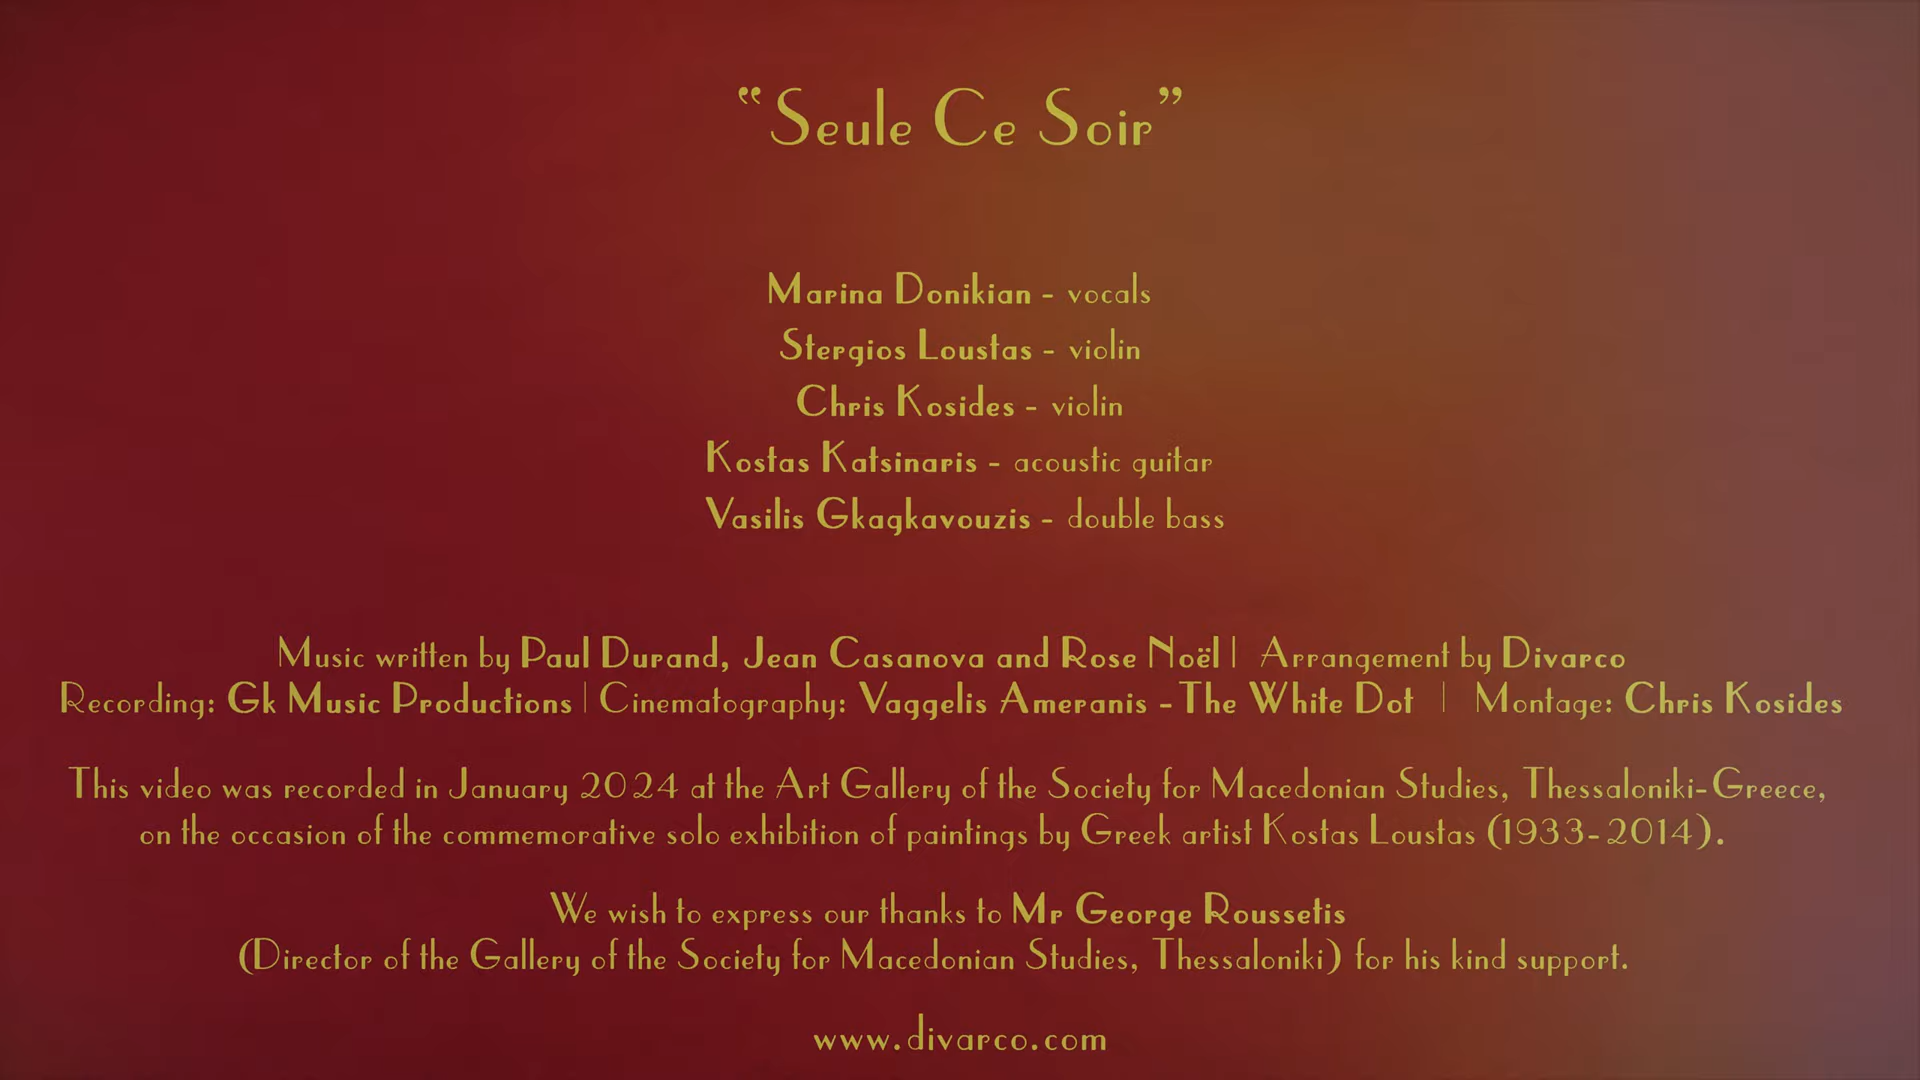 “Seule Ce Soir”
Marina Donikian - vocals
Stergios Loustas - violin
Chris Kosides - violin
Kostas Katsinaris - acoustic guitar
Vasilis Gkagkavouzis - double bass
Music written by Paul Durand, Jean Casanova and Rose Noël | Arrangement by Divarco
Recording: Gk Music Productions | Cinematography: Vaggelis Ameranis - The White Dot | Montage: Chris Kosides
This video was recorded in January 2024 at the Art Gallery of the Society for Macedonian Studies, Thessaloniki-Greece,
on the occasion of the commemorative solo exhibition of paintings by Greek artist Kostas Loustas (1933-2014).
We wish to express our thanks to Mr George Roussetis
(Director of the Gallery of the Society for Macedonian Studies, Thessaloniki) for his kind support.
www.divarco.com